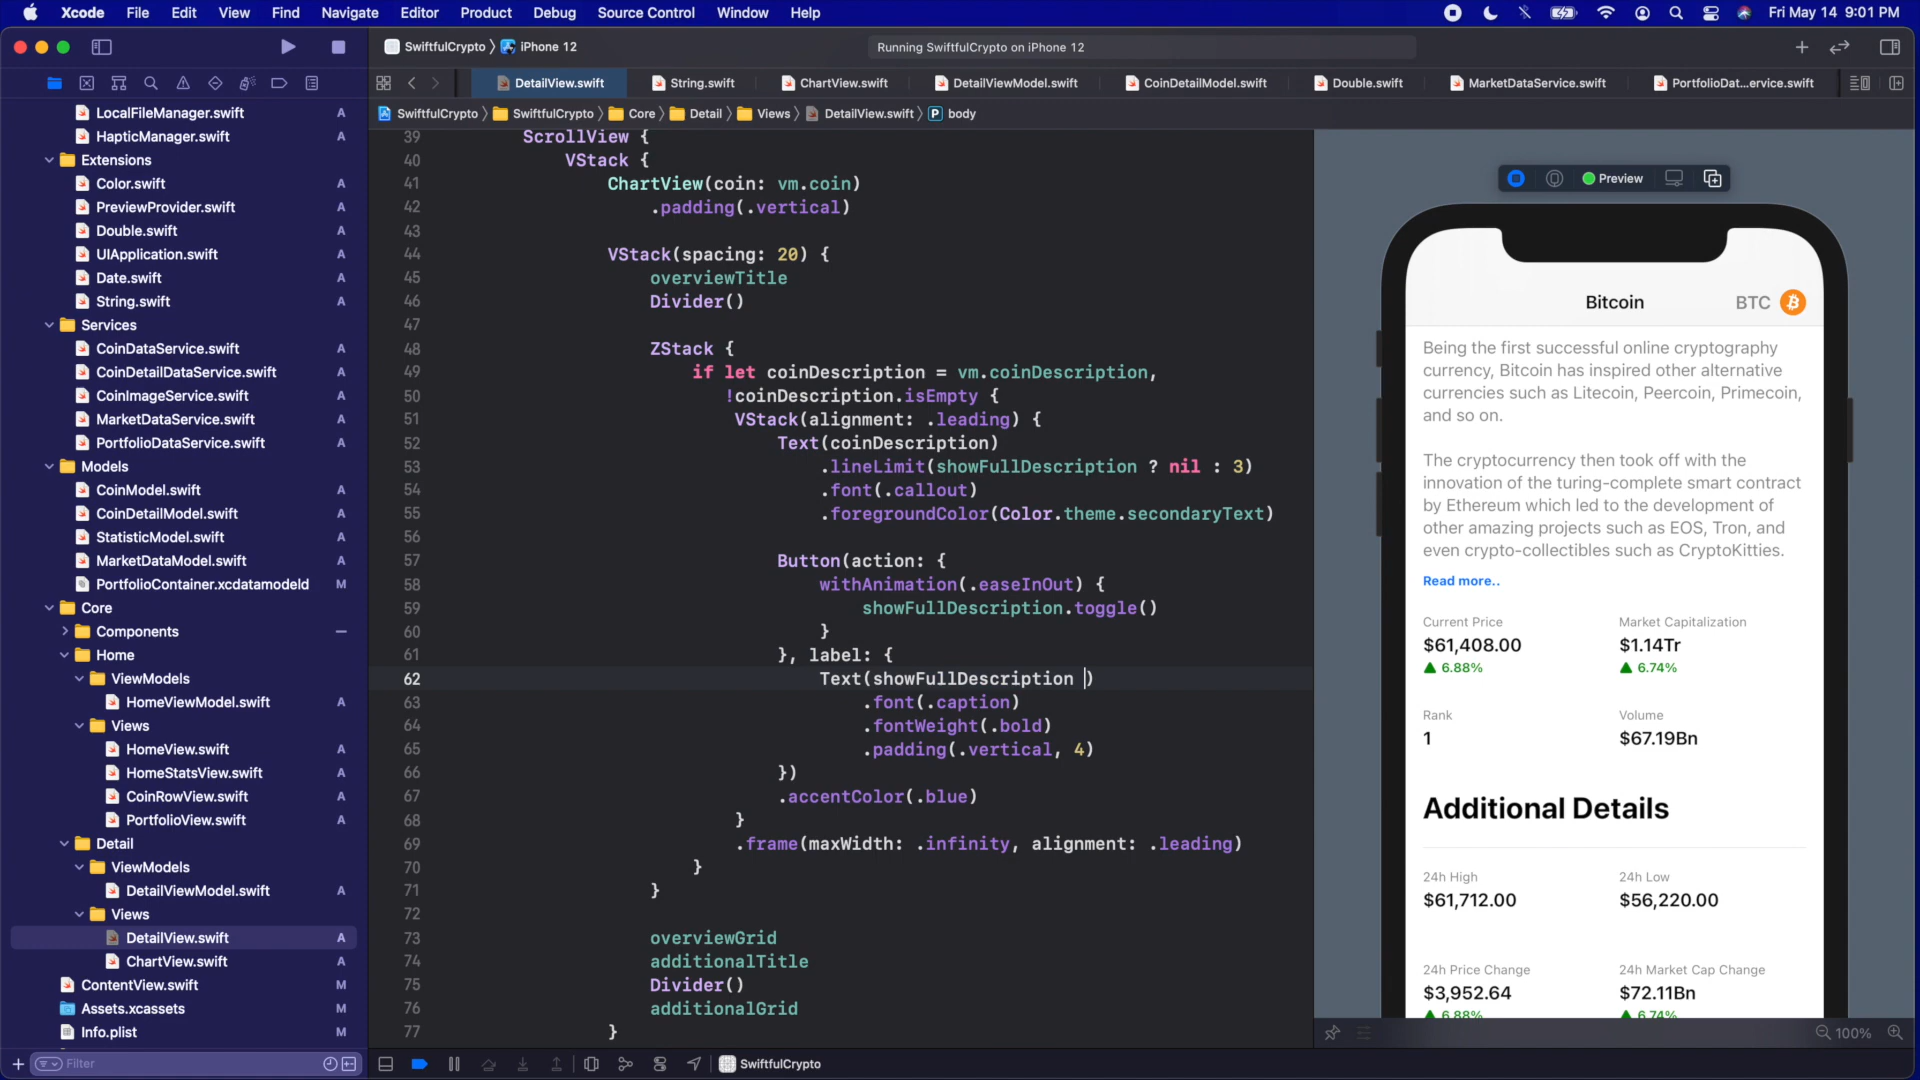 Xcode File Edit View Find Navigate Editor Product Debug Source Control Window Help
Fri May 14 9:01 PM
SwiftfulCrypto iPhone 12
Running SwiftfulCrypto on iPhone 12
DetailView.swift String.swift ChartView.swift DetailViewModel.swift CoinDetailModel.swift Double.swift MarketDataService.swift PortfolioDat...ervice.swift
SwiftfulCrypto SwiftfulCrypto Core Detail Views DetailView.swift P body
LocalFileManager.swift A
HapticManager.swift A
Extensions
Color.swift A
PreviewProvider.swift A
Double.swift A
UIApplication.swift A
Date.swift A
String.swift A
Services
CoinDataService.swift A
CoinDetailDataService.swift A
CoinImageService.swift A
MarketDataService.swift A
PortfolioDataService.swift A
Models
CoinModel.swift A
CoinDetailModel.swift A
StatisticModel.swift A
MarketDataModel.swift A
PortfolioContainer.xcdatamodeld M
Core
Components
Home
ViewModels
HomeViewModel.swift A
Views
HomeView.swift A
HomeStatsView.swift A
CoinRowView.swift A
PortfolioView.swift A
Detail
ViewModels
DetailViewModel.swift A
Views
DetailView.swift A
ChartView.swift A
ContentView.swift M
Assets.xcassets M
Info.plist M
Filter
39 ScrollView {
40 VStack {
41 ChartView(coin: vm.coin)
42 .padding(.vertical)
43
44 VStack(spacing: 20) {
45 overviewTitle
46 Divider()
47
48 ZStack {
49 if let coinDescription = vm.coinDescription,
50 !coinDescription.isEmpty {
51 VStack(alignment: .leading) {
52 Text(coinDescription)
53 .lineLimit(showFullDescription ? nil : 3)
54 .font(.callout)
55 .foregroundColor(Color.theme.secondaryText)
56
57 Button(action: {
58 withAnimation(.easeInOut) {
59 showFullDescription.toggle()
60 }
61 }, label: {
62 Text(showFullDescription )
63 .font(.caption)
64 .fontWeight(.bold)
65 .padding(.vertical, 4)
66 })
67 .accentColor(.blue)
68 }
69 .frame(maxWidth: .infinity, alignment: .leading)
70 }
71 }
72
73 overviewGrid
74 additionalTitle
75 Divider()
76 additionalGrid
77 }
SwiftfulCrypto
Preview
Bitcoin BTC
Being the first successful online cryptography
currency, Bitcoin has inspired other alternative
currencies such as Litecoin, Peercoin, Primecoin,
and so on.
The cryptocurrency then took off with the
innovation of the turing-complete smart contract
by Ethereum which led to the development of
other amazing projects such as EOS, Tron, and
even crypto-collectibles such as CryptoKitties.
Read more..
Current Price Market Capitalization
$61,408.00 $1.14Tr
6.88% 6.74%
Rank Volume
1 $67.19Bn
Additional Details
24h High 24h Low
$61,712.00 $56,220.00
24h Price Change 24h Market Cap Change
$3,952.64 $72.11Bn
6.88% 6.74%
100%